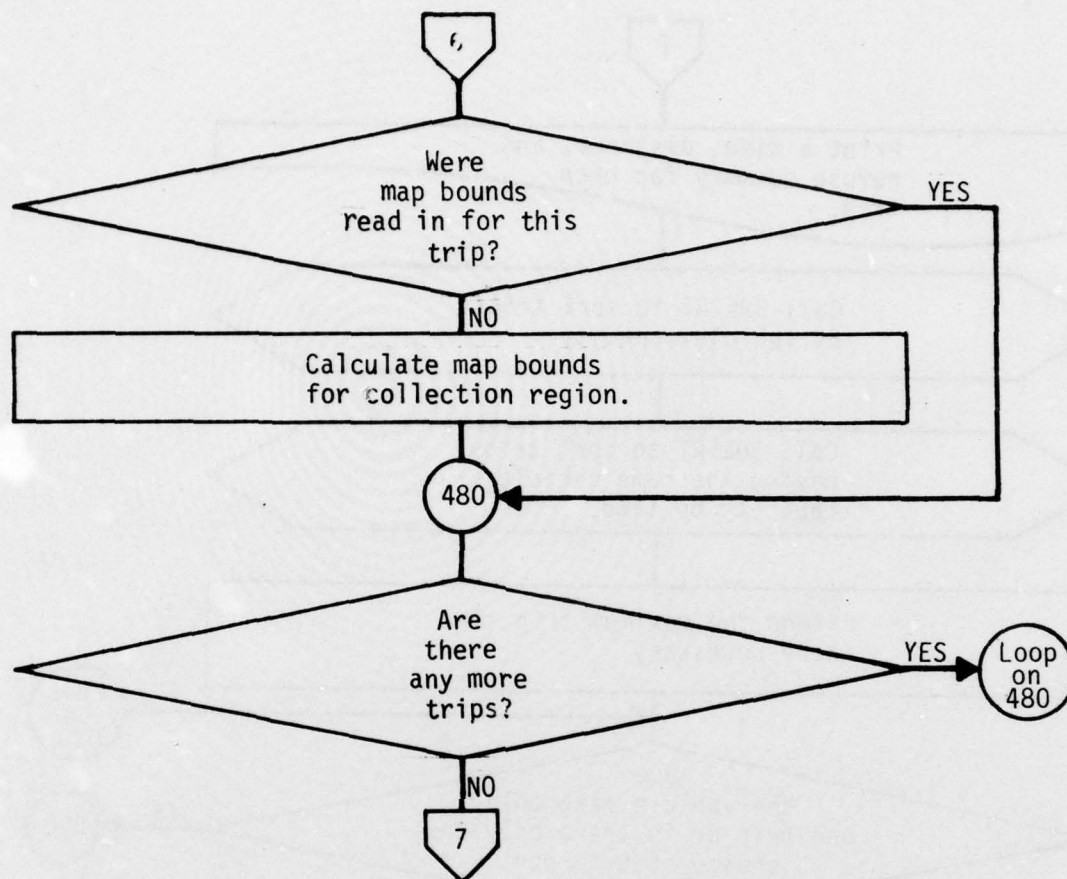 6
Were
map bounds
read in for this
trip?
YES
NO
Calculate map bounds
for collection region.
480
Are
there
any more
trips?
YES
Loop
on
480
NO
7